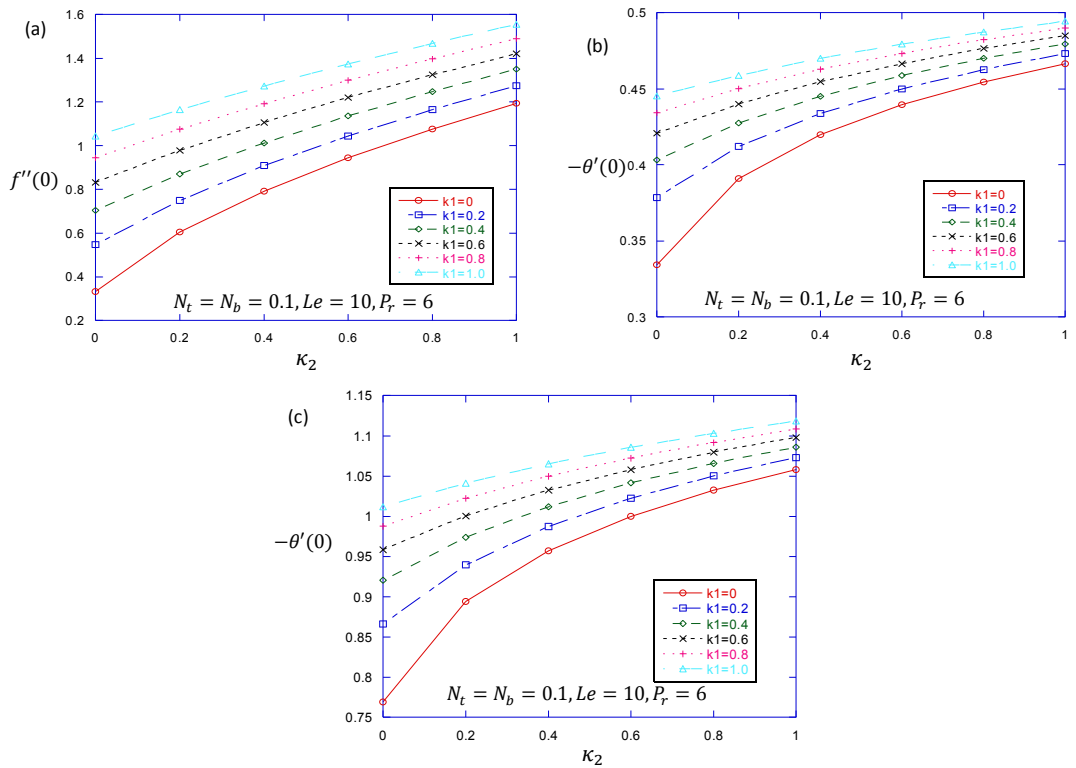 (a)
1.6
1.4
1.2
1
0.8
0.6
0.4
0.2
f''(0)
k1=0
k1=0.2
k1=0.4
k1=0.6
k1=0.8
k1=1.0
N_t = N_b = 0.1, Le = 10, P_r = 6
0 0.2 0.4 0.6 0.8 1
κ_2
(b)
0.5
0.45
0.4
0.35
0.3
−θ′(0)
k1=0
k1=0.2
k1=0.4
k1=0.6
k1=0.8
k1=1.0
N_t = N_b = 0.1, Le = 10, P_r = 6
0 0.2 0.4 0.6 0.8 1
κ_2
(c)
1.15
1.1
1.05
1
0.95
0.9
0.85
0.8
0.75
−θ′(0)
k1=0
k1=0.2
k1=0.4
k1=0.6
k1=0.8
k1=1.0
N_t = N_b = 0.1, Le = 10, P_r = 6
0 0.2 0.4 0.6 0.8 1
κ_2